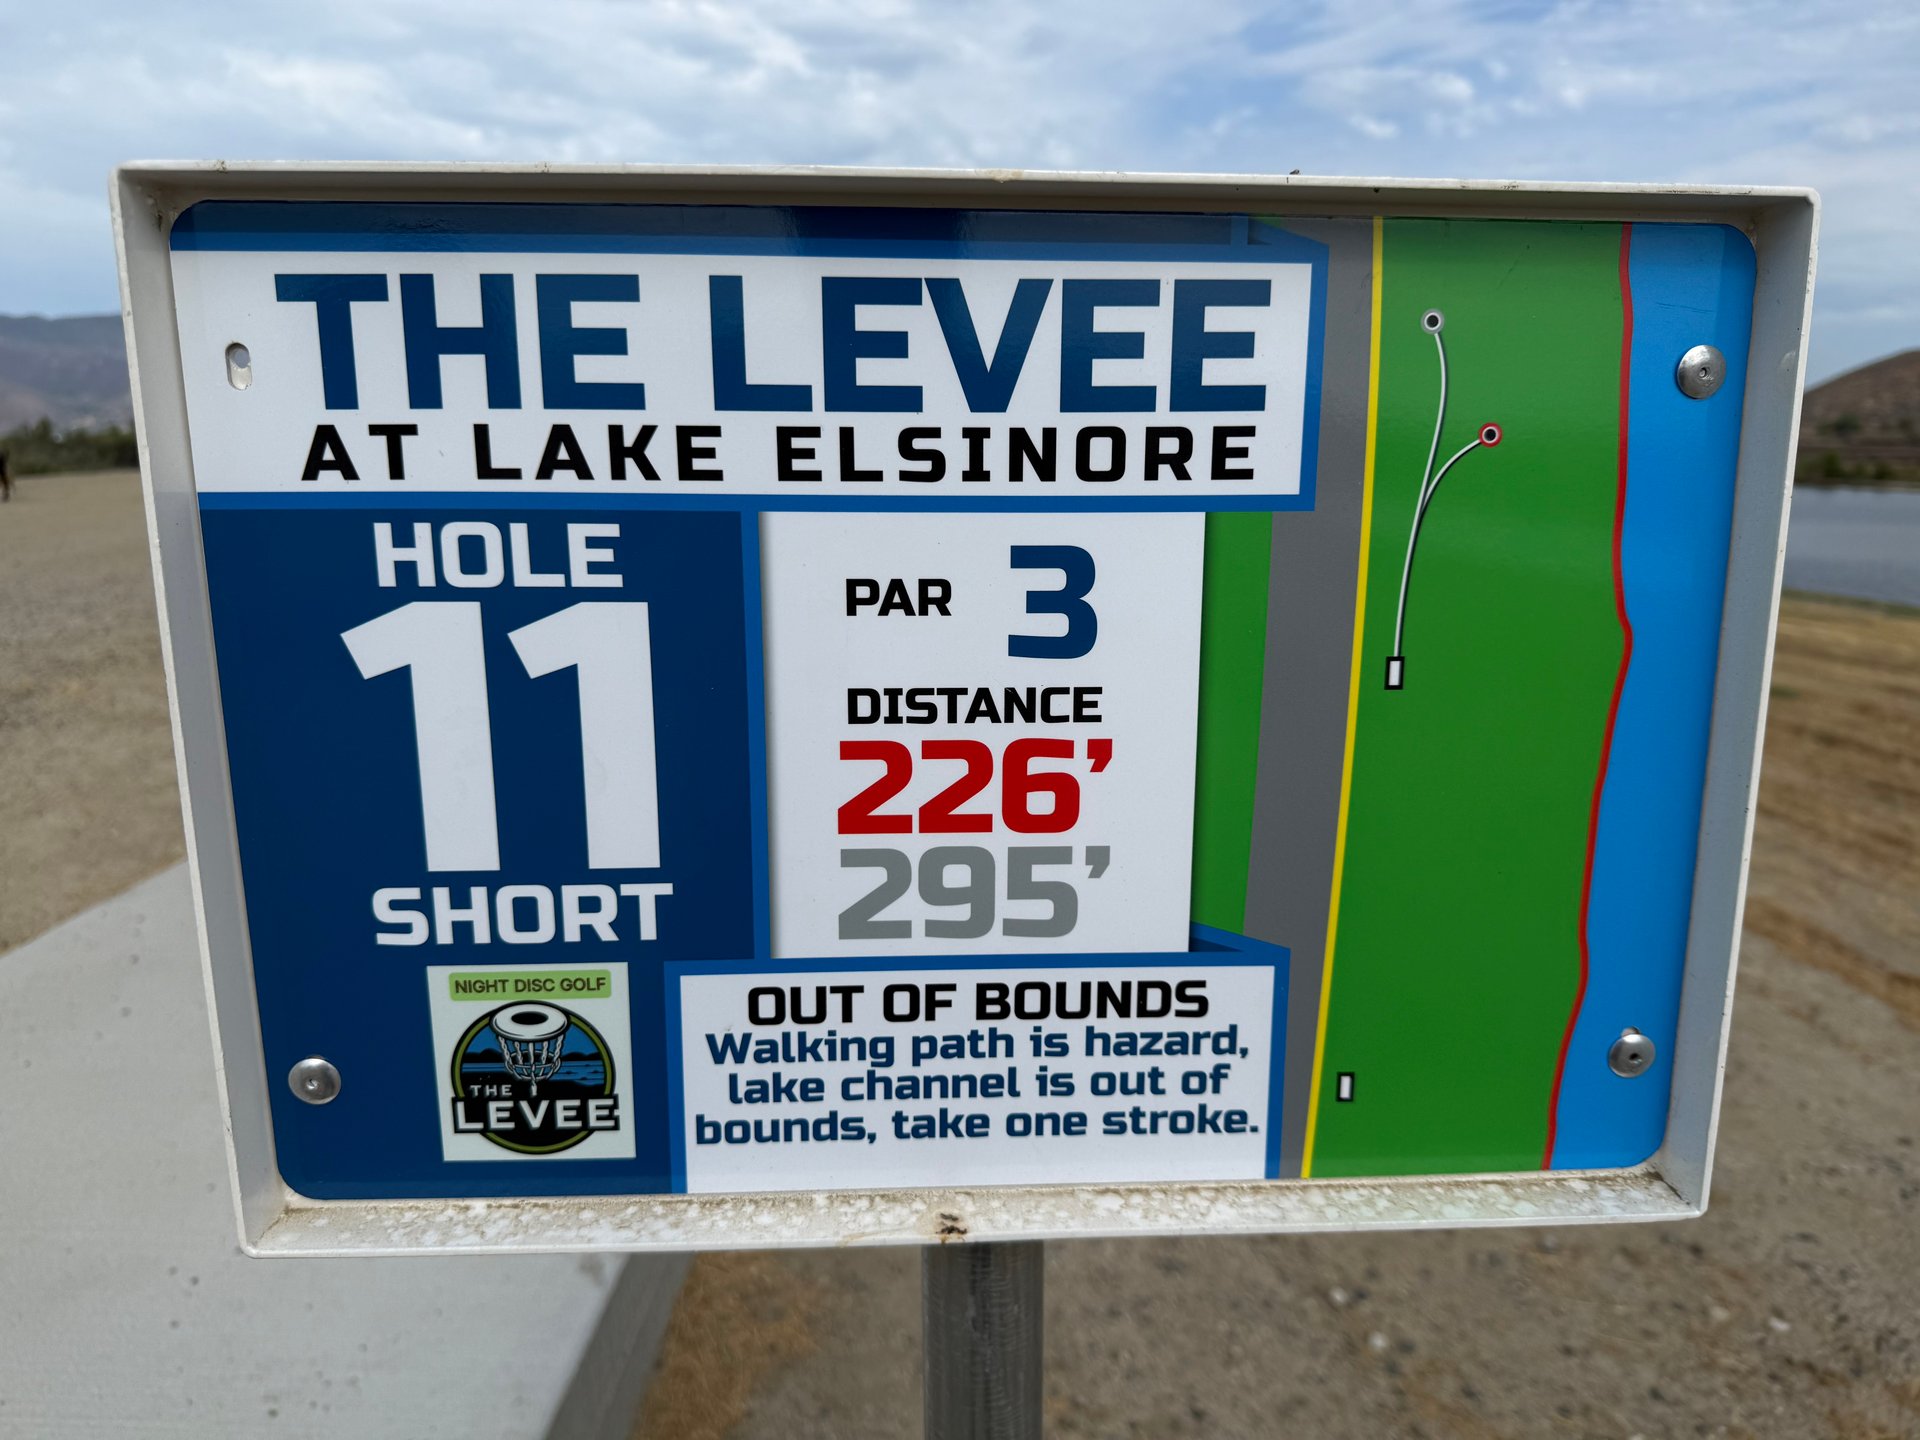 THE LEVEE
AT LAKE ELSINORE
HOLE
11
SHORT
PAR 3
DISTANCE
226’
295’
NIGHT DISC GOLF
THE
LEVEE
OUT OF BOUNDS
Walking path is hazard,
lake channel is out of
bounds, take one stroke.